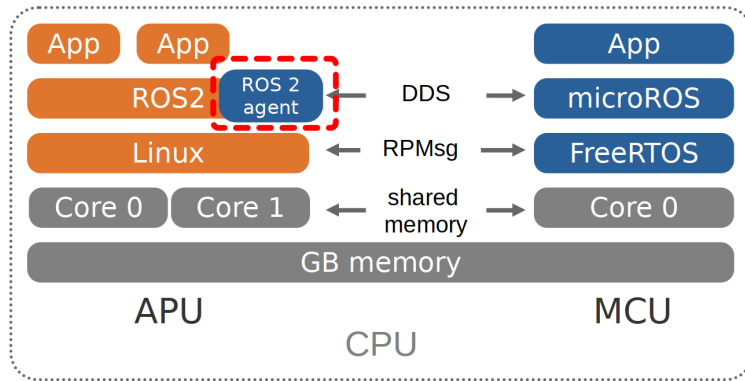 App App App
ROS2 ROS 2 DDS microROS
agent
Linux RPMsg FreeRTOS
Core 0 Core 1 shared Core 0
memory
GB memory
APU MCU
CPU